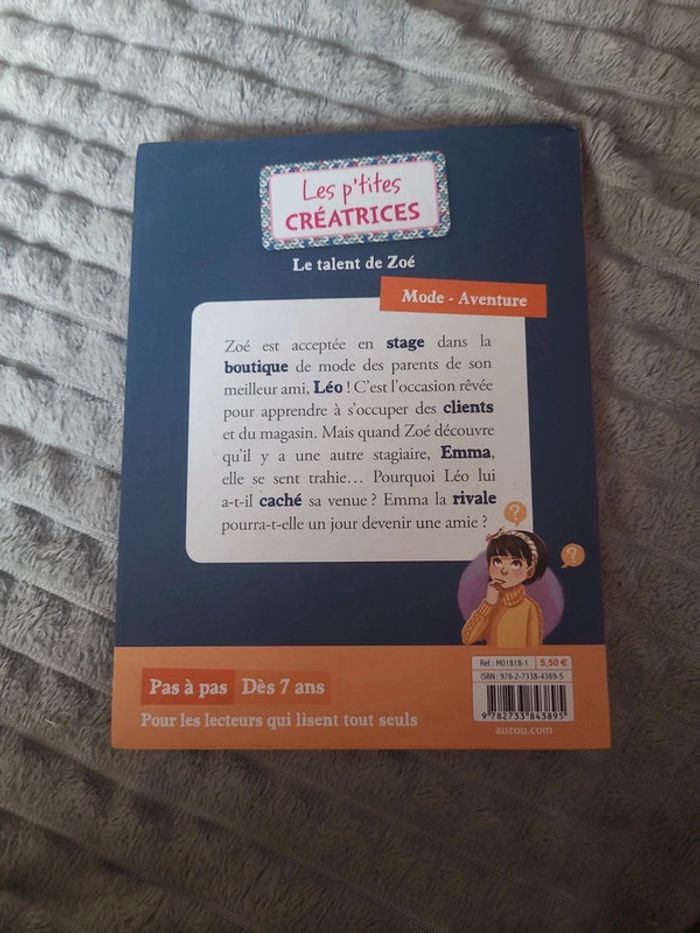 Les p'tites
CRÉATRICES
Le talent de Zoé
Mode - Aventure
Zoé est acceptée en stage dans la
boutique de mode des parents de son
meilleur ami, Léo ! C'est l'occasion rêvée
pour apprendre à s'occuper des clients
et du magasin. Mais quand Zoé découvre
qu'il y a une autre stagiaire, Emma,
elle se sent trahie... Pourquoi Léo lui
a-t-il caché sa venue ? Emma la rivale
pourra-t-elle un jour devenir une amie ?
?
?
Pas à pas Dès 7 ans
Pour les lecteurs qui lisent tout seuls
Réf : M01818-1 5,50 €
ISBN : 978-2-7338-4389-5
9 782733 843895
auzou.com